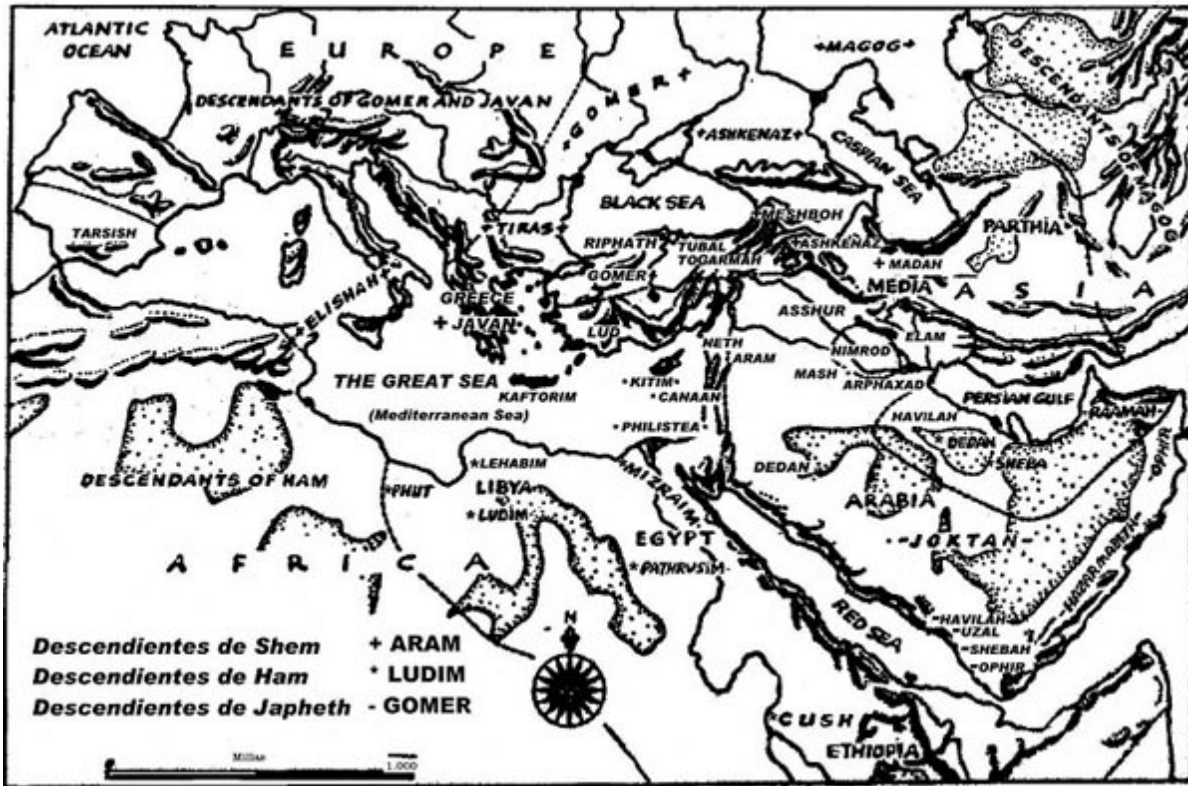 ATLANTIC
OCEAN
EUROPE
+MAGOG+
DESCENDANTS OF MAGOG
DESCENDANTS OF GOMER AND JAVAN
GOMER+
+ASHKENAZ+
CASPIAN SEA
BLACK SEA
TARSISH
+TIRAS+
MESHBOH
RIPHATH
TUBAL
+ASHKENAZ
PARTHIA
TOGARMAH
+ MADAH
GOMER+
+ELISHAH+
GREECE
MEDIA
ASIA
+ JAVAN
LUD
ASSHUR
ELAM
NETH
NIMROD
ARAM
MASH
ARPHAXAD
THE GREAT SEA
KITIM
KAFTORIM
CANAAN
PERSIAN GULF
RAAMAH
(Mediterranean Sea)
HAVILAH
PHILISTEA
DEDAN
*SHEBA
*LEHABIM
DEDAN
MIZRAIM
DESCENDANTS OF HAM
*PHUT
LIBYA
ARABIA
* LUDIM
EGYPT
-JOKTAN-
AFRICA
*PATHRUSIM
HAZARMAVETH
RED SEA
-HAVILAH
-UZAL
-SHEBAH
-OPHIR
N
Descendientes de Shem + ARAM
Descendientes de Ham * LUDIM
Descendientes de Japheth - GOMER
CUSH
ETHIOPIA
Millas
0
1.000